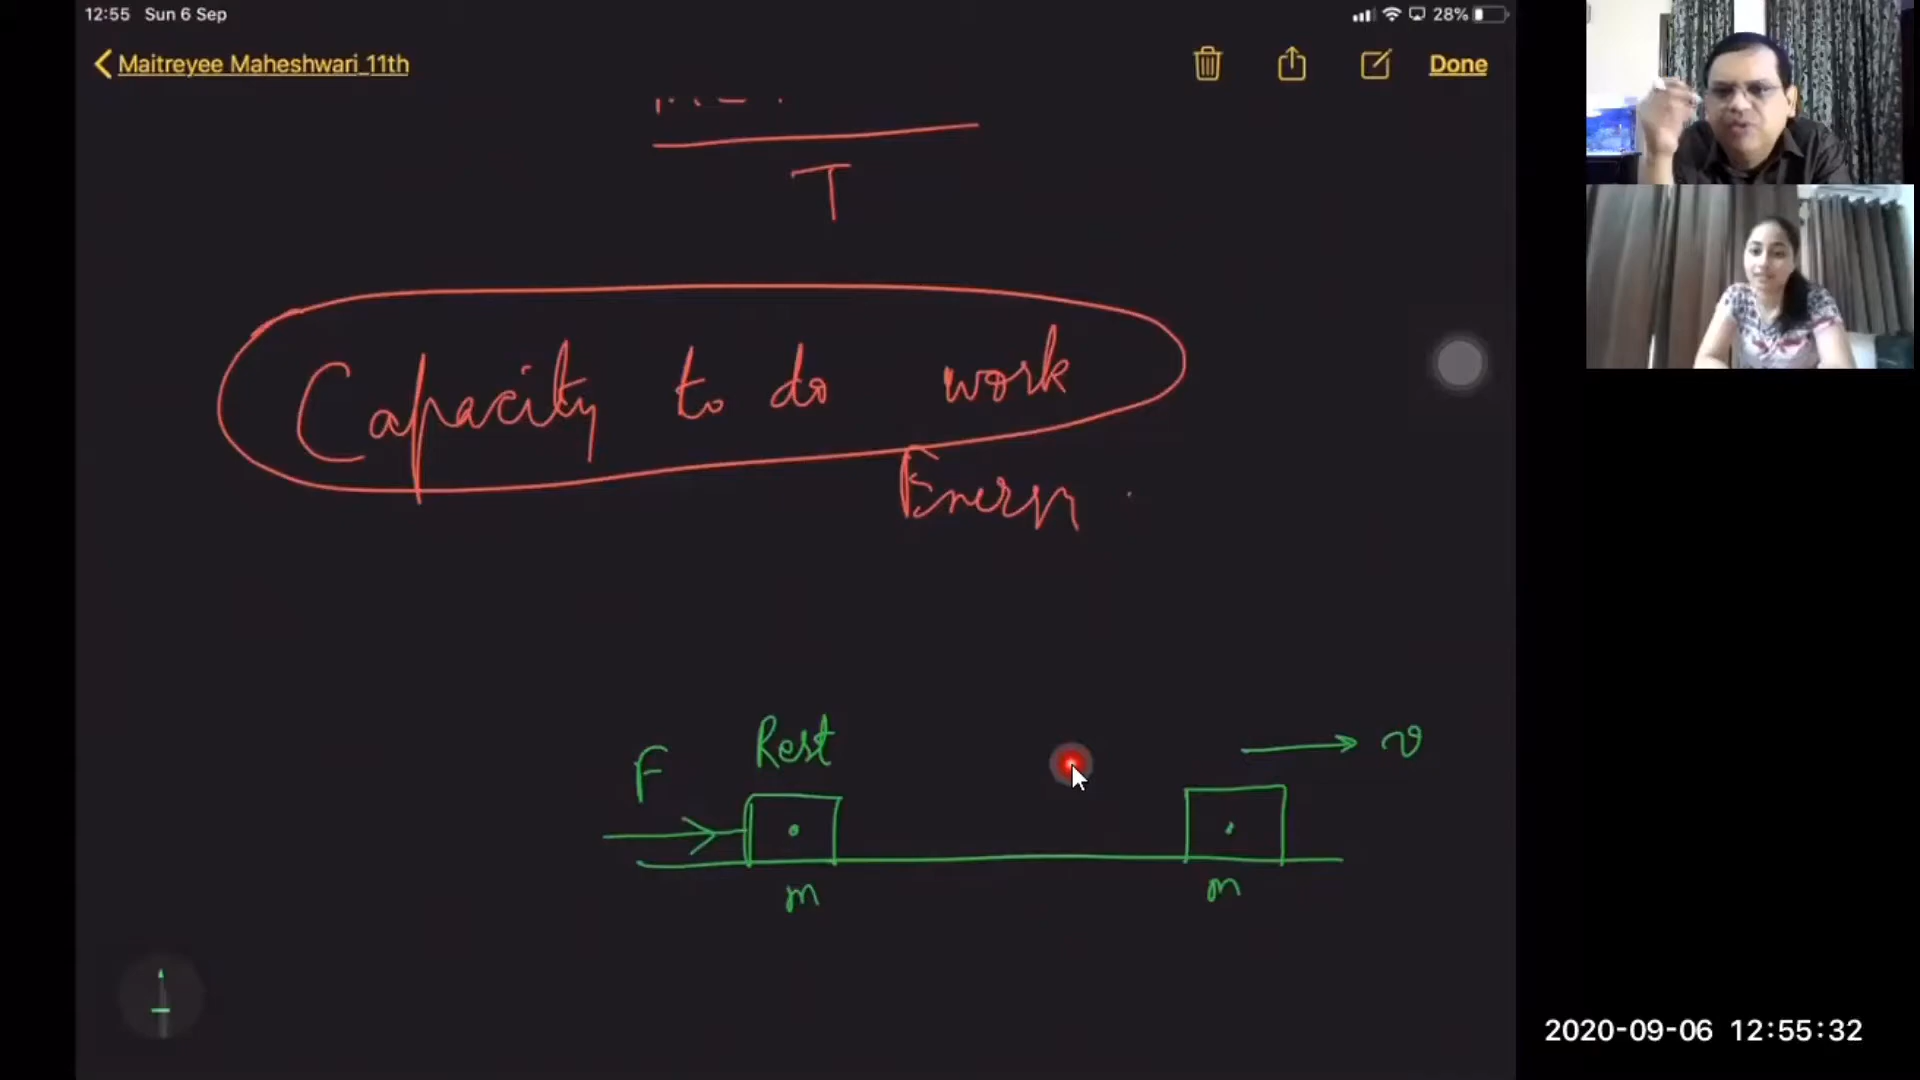 12:55 Sun 6 Sep 28%
Maitreyee Maheshwari_11th Done
T
Capacity to do work
Energy
F Rest v
m m
2020-09-06 12:55:32